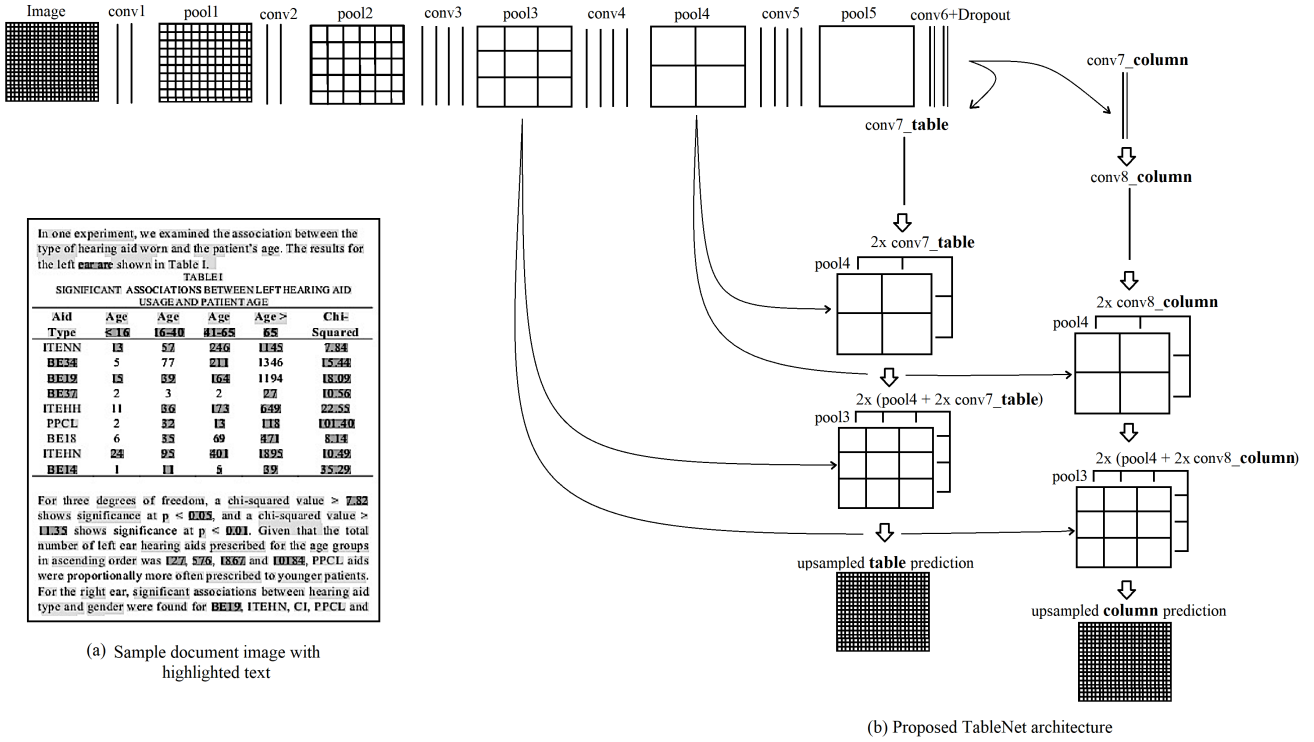 Image conv1 pool1 conv2 pool2 conv3 pool3 conv4 pool4 conv5 pool5 conv6+Dropout
conv7_column
conv7_table
conv8_column
2x conv7_table
pool4
2x conv8_column
pool4
2x (pool4 + 2x conv7_table)
pool3
2x (pool4 + 2x conv8_column)
pool3
upsampled table prediction
upsampled column prediction
In one experiment, we examined the association between the
type of hearing aid worn and the patient's age. The results for
the left ear are shown in Table I.
TABLE I
SIGNIFICANT ASSOCIATIONS BETWEEN LEFT HEARING AID
USAGE AND PATIENT AGE
Aid Age Age Age Age > Chi-
Type < 16 16-40 41-65 65 Squared
ITENN 13 57 246 1145 7.84
BE34 5 77 211 1346 15.44
BE19 15 39 164 1194 18.09
BE37 2 3 2 27 10.56
ITEHH 11 36 173 649 22.55
PPCL 2 32 13 118 101.40
BE18 6 35 69 471 8.14
ITEHN 24 95 401 1895 10.49
BE14 1 11 5 39 35.29
For three degrees of freedom, a chi-squared value > 7.82
shows significance at p < 0.05, and a chi-squared value >
11.35 shows significance at p < 0.01. Given that the total
number of left ear hearing aids prescribed for the age groups
in ascending order was 127, 576, 1867 and 10184, PPCL aids
were proportionally more often prescribed to younger patients.
For the right ear, significant associations between hearing aid
type and gender were found for BE19, ITEHN, CI, PPCL and
(a) Sample document image with
highlighted text
(b) Proposed TableNet architecture